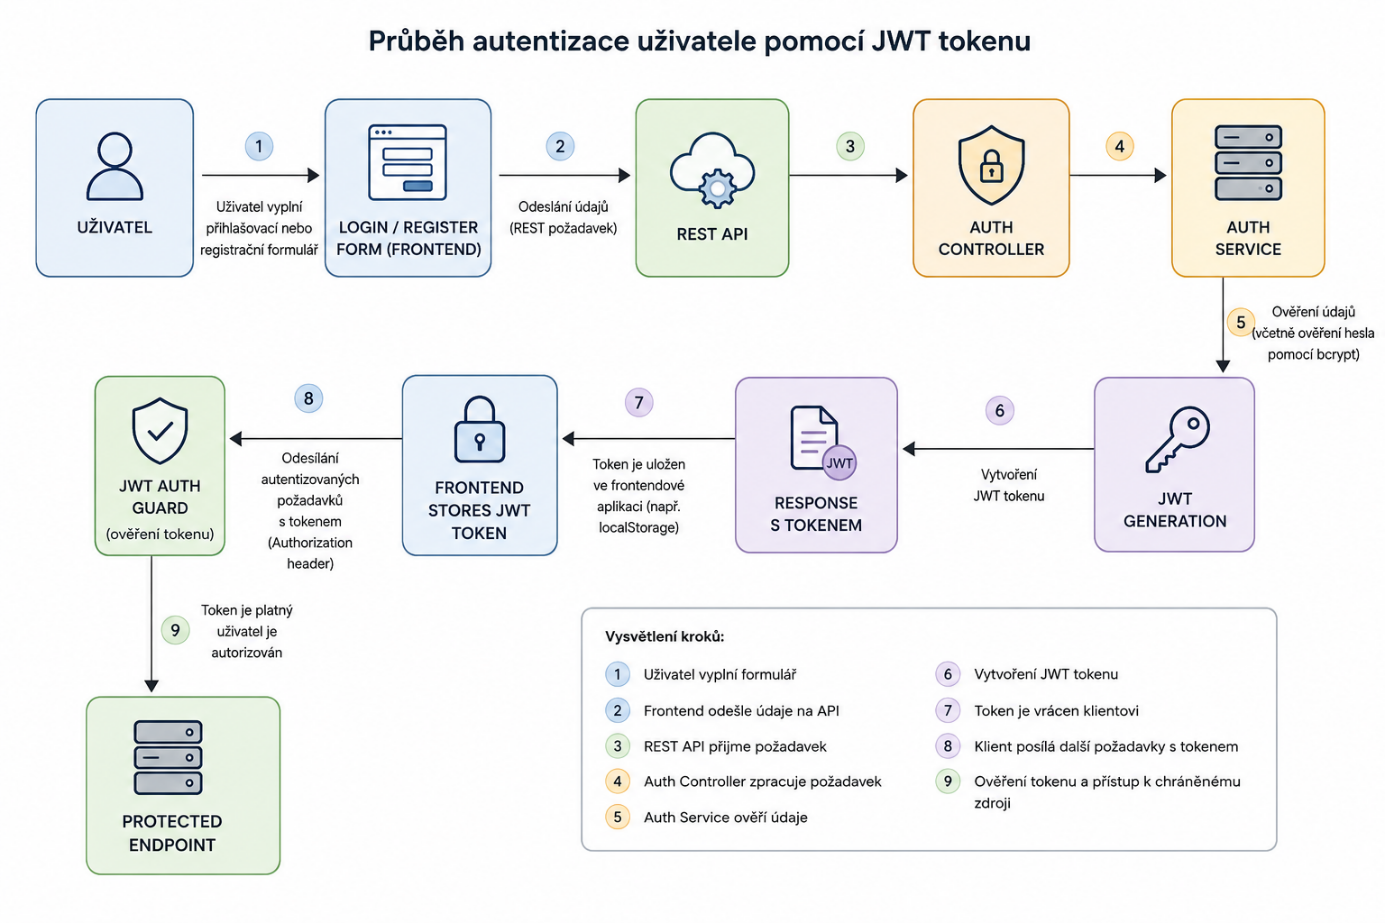 Průběh autentizace uživatele pomocí JWT tokenu
UŽIVATEL
1
Uživatel vyplní
přihlašovací nebo
registrační formulář
LOGIN / REGISTER
FORM (FRONTEND)
2
Odeslání údajů
(REST požadavek)
REST API
3
AUTH
CONTROLLER
4
AUTH
SERVICE
5
Ověření údajů
(včetně ověření hesla
pomocí bcrypt)
JWT
GENERATION
6
Vytvoření
JWT tokenu
JWT
RESPONSE
S TOKENEM
7
Token je uložen
ve frontendové
aplikaci (např.
localStorage)
FRONTEND
STORES JWT
TOKEN
8
Odesílání
autentizovaných
požadavků
s tokenem
(Authorization
header)
JWT AUTH
GUARD
(ověření tokenu)
9
Token je platný
uživatel je
autorizován
PROTECTED
ENDPOINT
Vysvětlení kroků:
1 Uživatel vyplní formulář
2 Frontend odešle údaje na API
3 REST API přijme požadavek
4 Auth Controller zpracuje požadavek
5 Auth Service ověří údaje
6 Vytvoření JWT tokenu
7 Token je vrácen klientovi
8 Klient posílá další požadavky s tokenem
9 Ověření tokenu a přístup k chráněnému
zdroji